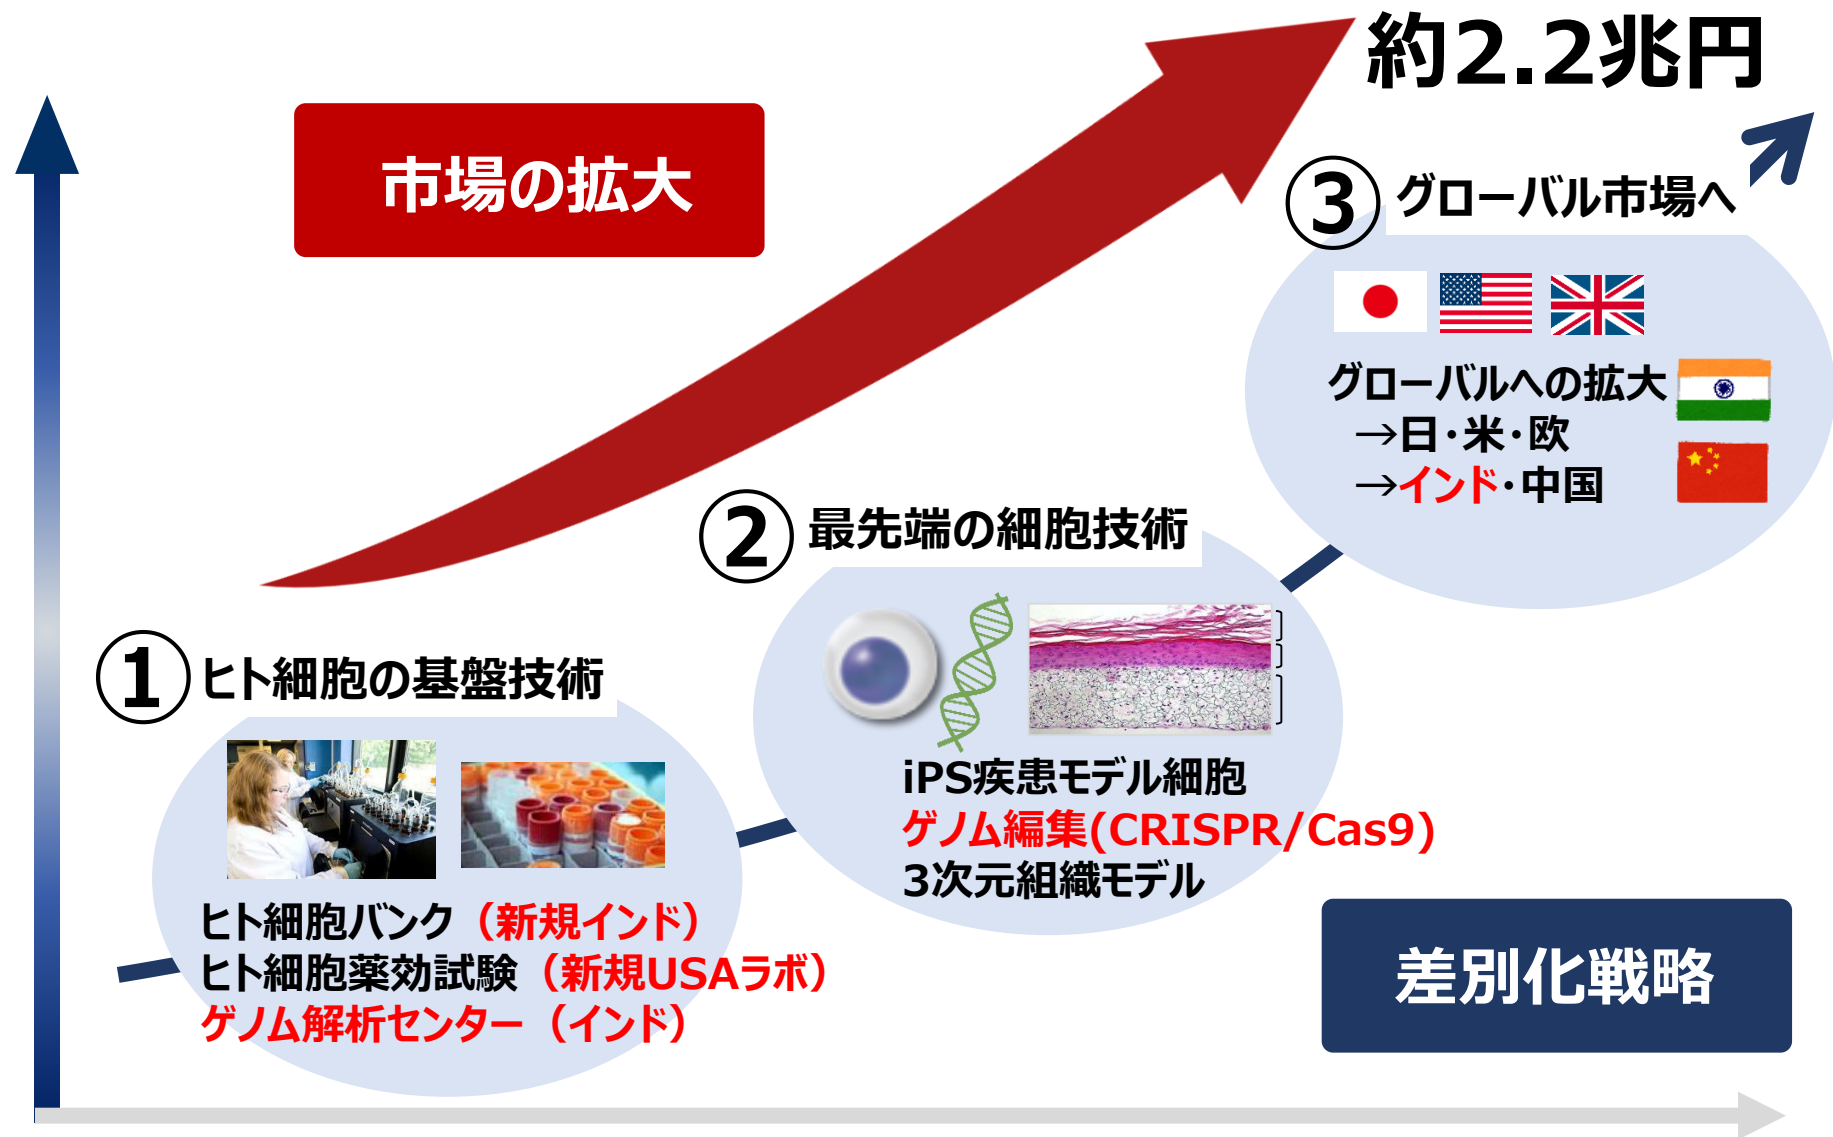 約2.2兆円
市場の拡大
③ グローバル市場へ
グローバルへの拡大
→日・米・欧
→インド・中国
② 最先端の細胞技術
iPS疾患モデル細胞
ゲノム編集(CRISPR/Cas9)
3次元組織モデル
① ヒト細胞の基盤技術
ヒト細胞バンク（新規インド）
ヒト細胞薬効試験（新規USAラボ）
ゲノム解析センター（インド）
差別化戦略